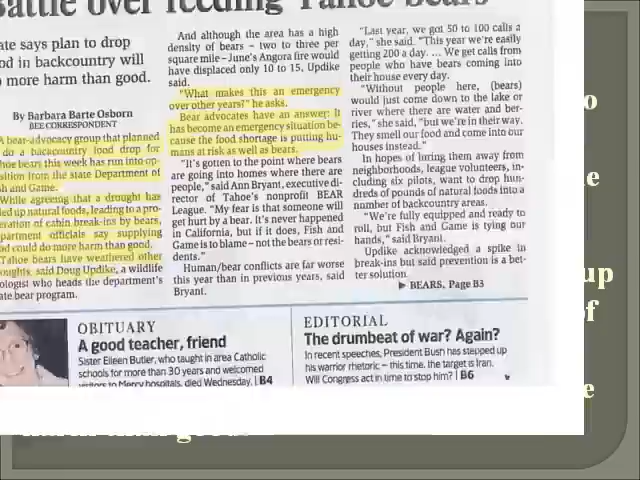 Battle over feeding Tahoe bears
ate says plan to drop
od in backcountry will
o more harm than good.
By Barbara Barte Osborn
BEE CORRESPONDENT
A bear-advocacy group that planned
do a backcountry food drop for
hoe bears this week has run into op-
sition from the state Department of
sh and Game.
While agreeing that a drought has
ed up natural foods, leading to a pro-
eration of cabin break-ins by bears,
partment officials say supplying
od could do more harm than good.
Tahoe bears have weathered other
oughts, said Doug Updike, a wildlife
ologist who heads the department's
ate bear program.
And although the area has a high
density of bears – two to three per
square mile – June's Angora fire would
have displaced only 10 to 15, Updike
said.
"What makes this an emergency
over other years?" he asks.
Bear advocates have an answer: It
has become an emergency situation be-
cause the food shortage is putting hu-
mans at risk as well as bears.
"It's gotten to the point where bears
are going into homes where there are
people," said Ann Bryant, executive di-
rector of Tahoe's nonprofit BEAR
League. "My fear is that someone will
get hurt by a bear. It's never happened
in California, but if it does, Fish and
Game is to blame – not the bears or resi-
dents."
Human/bear conflicts are far worse
this year than in previous years, said
Bryant.
"Last year, we got 50 to 100 calls a
day," she said. "This year we're easily
getting 200 a day. ... We get calls from
people who have bears coming into
their house every day.
"Without people here, (bears)
would just come down to the lake or
river where there are water and ber-
ries," she said, "but we're in their way.
They smell our food and come into our
houses instead."
In hopes of luring them away from
neighborhoods, league volunteers, in-
cluding six pilots, want to drop hun-
dreds of pounds of natural foods into a
number of backcountry areas.
"We're fully equipped and ready to
roll, but Fish and Game is tying our
hands," said Bryant.
Updike acknowledged a spike in
break-ins but said prevention is a bet-
ter solution.
▶ BEARS, Page B3
OBITUARY
A good teacher, friend
Sister Eileen Butler, who taught in area Catholic
schools for more than 30 years and welcomed
visitors to Mercy hospitals, died Wednesday. | B4
EDITORIAL
The drumbeat of war? Again?
In recent speeches, President Bush has stepped up
his warrior rhetoric – this time, the target is Iran.
Will Congress act in time to stop him? | B6
o
e
up
of
e